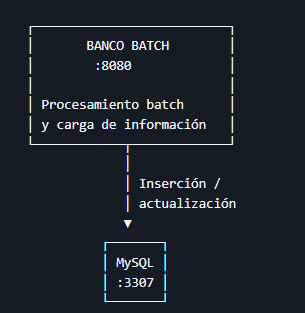 BANCO BATCH
:8080
Procesamiento batch
y carga de información
Inserción /
actualización
MySQL
:3307